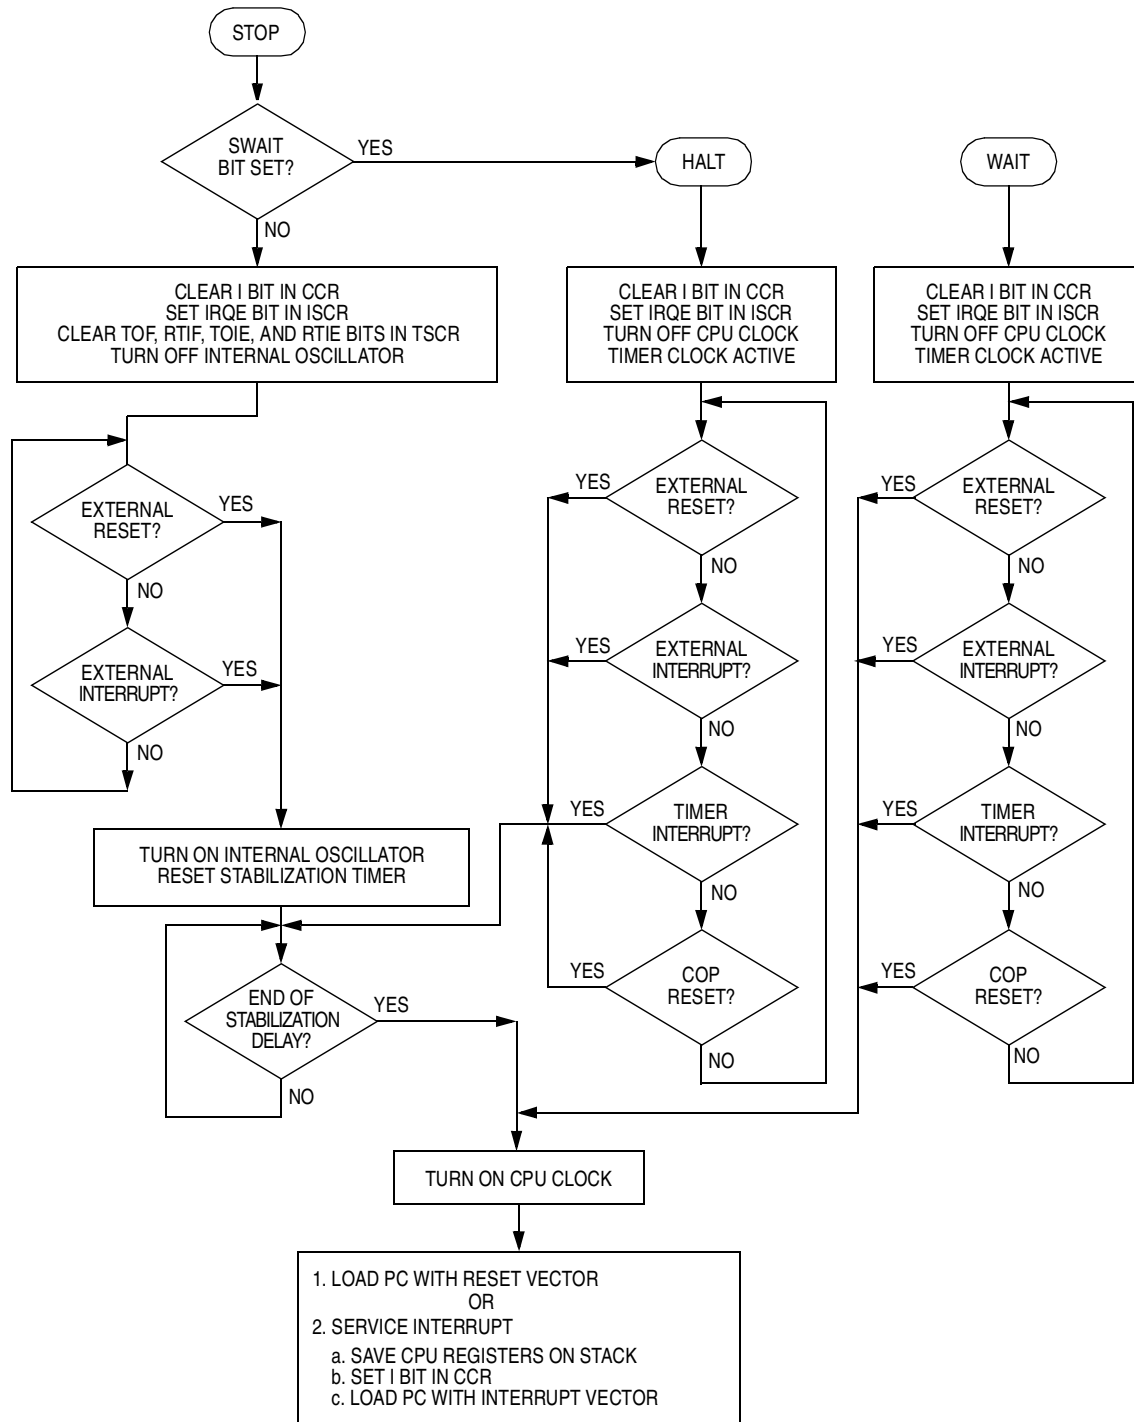 STOP
SWAIT
BIT SET?
YES
HALT
WAIT
NO
CLEAR I BIT IN CCR
SET IRQE BIT IN ISCR
CLEAR TOF, RTIF, TOIE, AND RTIE BITS IN TSCR
TURN OFF INTERNAL OSCILLATOR
CLEAR I BIT IN CCR
SET IRQE BIT IN ISCR
TURN OFF CPU CLOCK
TIMER CLOCK ACTIVE
CLEAR I BIT IN CCR
SET IRQE BIT IN ISCR
TURN OFF CPU CLOCK
TIMER CLOCK ACTIVE
EXTERNAL
RESET?
YES
NO
EXTERNAL
INTERRUPT?
YES
NO
TURN ON INTERNAL OSCILLATOR
RESET STABILIZATION TIMER
END OF
STABILIZATION
DELAY?
YES
NO
YES
EXTERNAL
RESET?
NO
YES
EXTERNAL
INTERRUPT?
NO
YES
TIMER
INTERRUPT?
NO
YES
COP
RESET?
NO
YES
EXTERNAL
RESET?
NO
YES
EXTERNAL
INTERRUPT?
NO
YES
TIMER
INTERRUPT?
NO
YES
COP
RESET?
NO
TURN ON CPU CLOCK
1. LOAD PC WITH RESET VECTOR
OR
2. SERVICE INTERRUPT
a. SAVE CPU REGISTERS ON STACK
b. SET I BIT IN CCR
c. LOAD PC WITH INTERRUPT VECTOR